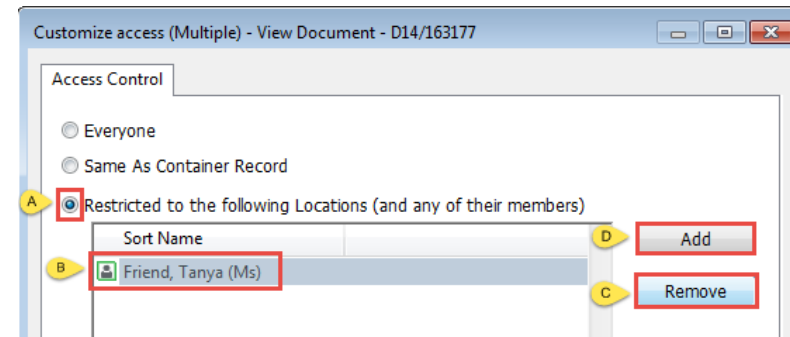 Customize access (Multiple) - View Document - D14/163177
Access Control
Everyone
Same As Container Record
A Restricted to the following Locations (and any of their members)
Sort Name D Add
B Friend, Tanya (Ms)
C Remove